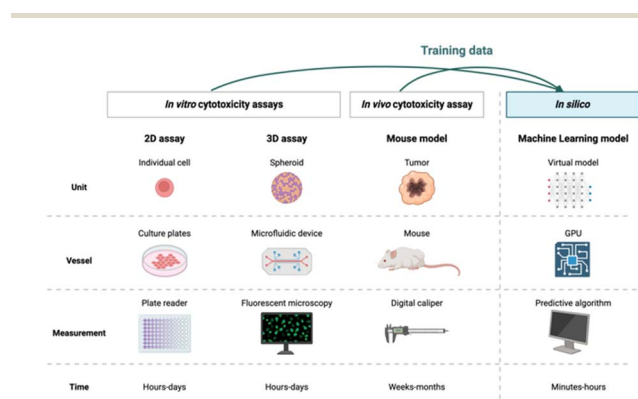 Training data
In vitro cytotoxicity assays
In vivo cytotoxicity assay
In silico
2D assay
3D assay
Mouse model
Machine Learning model
Individual cell
Spheroid
Tumor
Virtual model
Unit
Culture plates
Microfluidic device
Mouse
GPU
Vessel
Plate reader
Fluorescent microscopy
Digital caliper
Predictive algorithm
Measurement
Time
Hours-days
Hours-days
Weeks-months
Minutes-hours